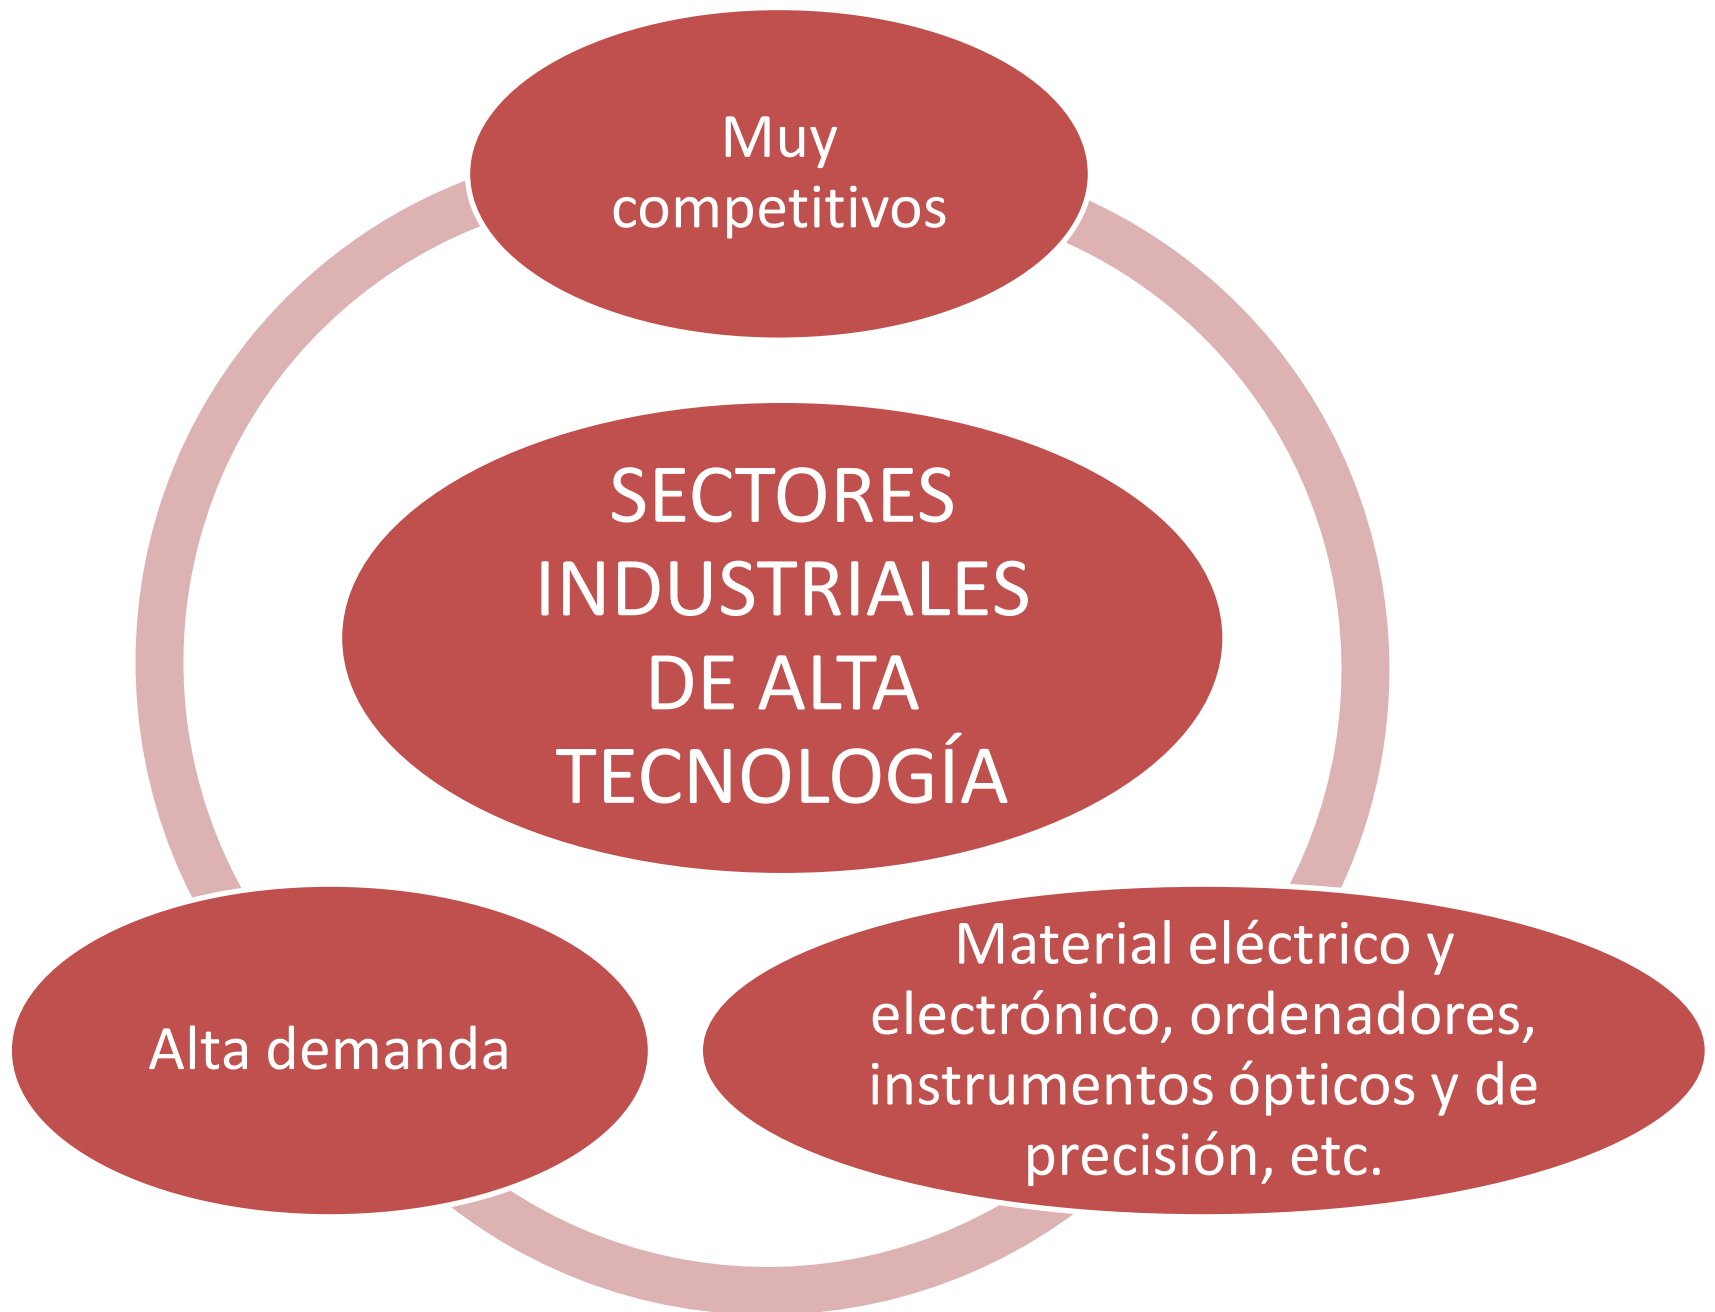 Muy
competitivos
SECTORES
INDUSTRIALES
DE ALTA
TECNOLOGÍA
Alta demanda
Material eléctrico y
electrónico, ordenadores,
instrumentos ópticos y de
precisión, etc.